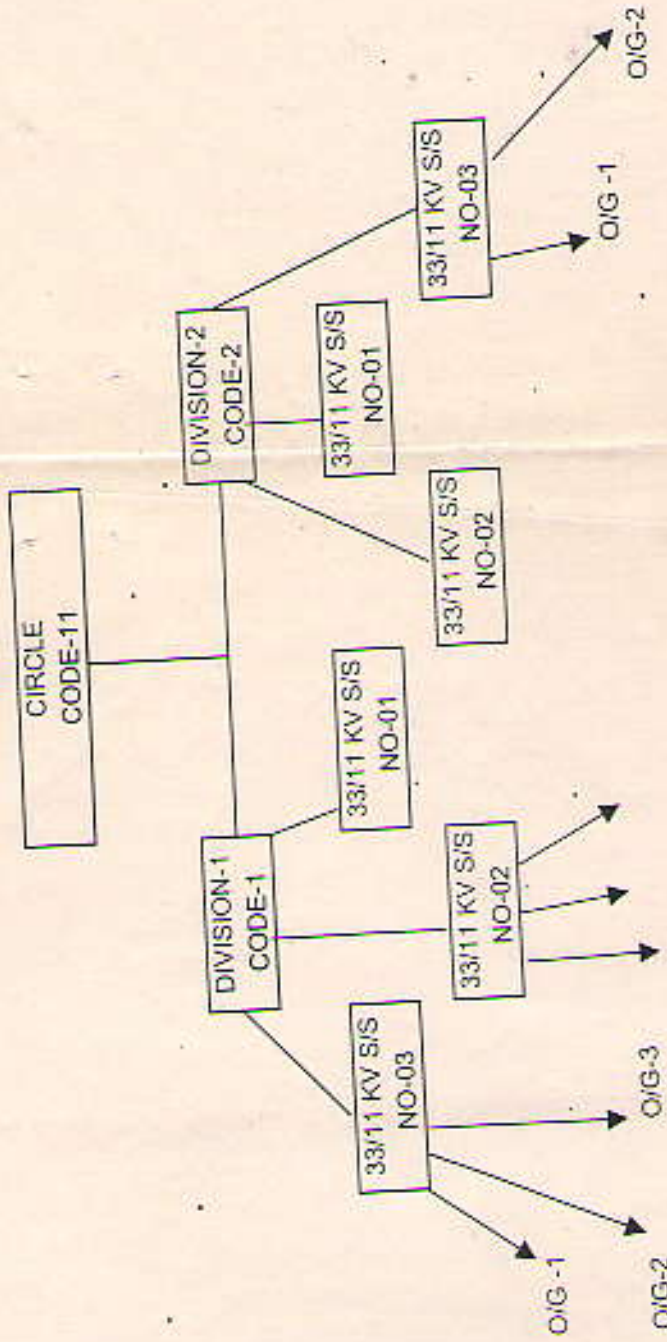 CIRCLE
CODE-11
DIVISION-1
CODE-1
DIVISION-2
CODE-2
33/11 KV S/S
NO-03
33/11 KV S/S
NO-02
33/11 KV S/S
NO-01
33/11 KV S/S
NO-02
33/11 KV S/S
NO-01
33/11 KV S/S
NO-03
O/G -1
O/G-2
O/G-3
O/G -1
O/G-2